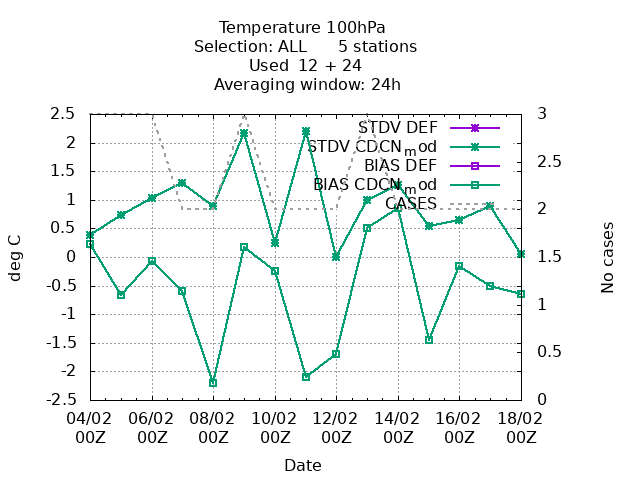 Temperature 100hPa
Selection: ALL 5 stations
Used 12 + 24
Averaging window: 24h
2.5
2
1.5
1
0.5
0
-0.5
-1
-1.5
-2
-2.5
deg C
3
2.5
2
1.5
1
0.5
0
No cases
STDV DEF
STDV CDCNmod
BIAS DEF
BIAS CDCNmod
CASES
04/02 06/02 08/02 10/02 12/02 14/02 16/02 18/02
00Z 00Z 00Z 00Z 00Z 00Z 00Z 00Z
Date